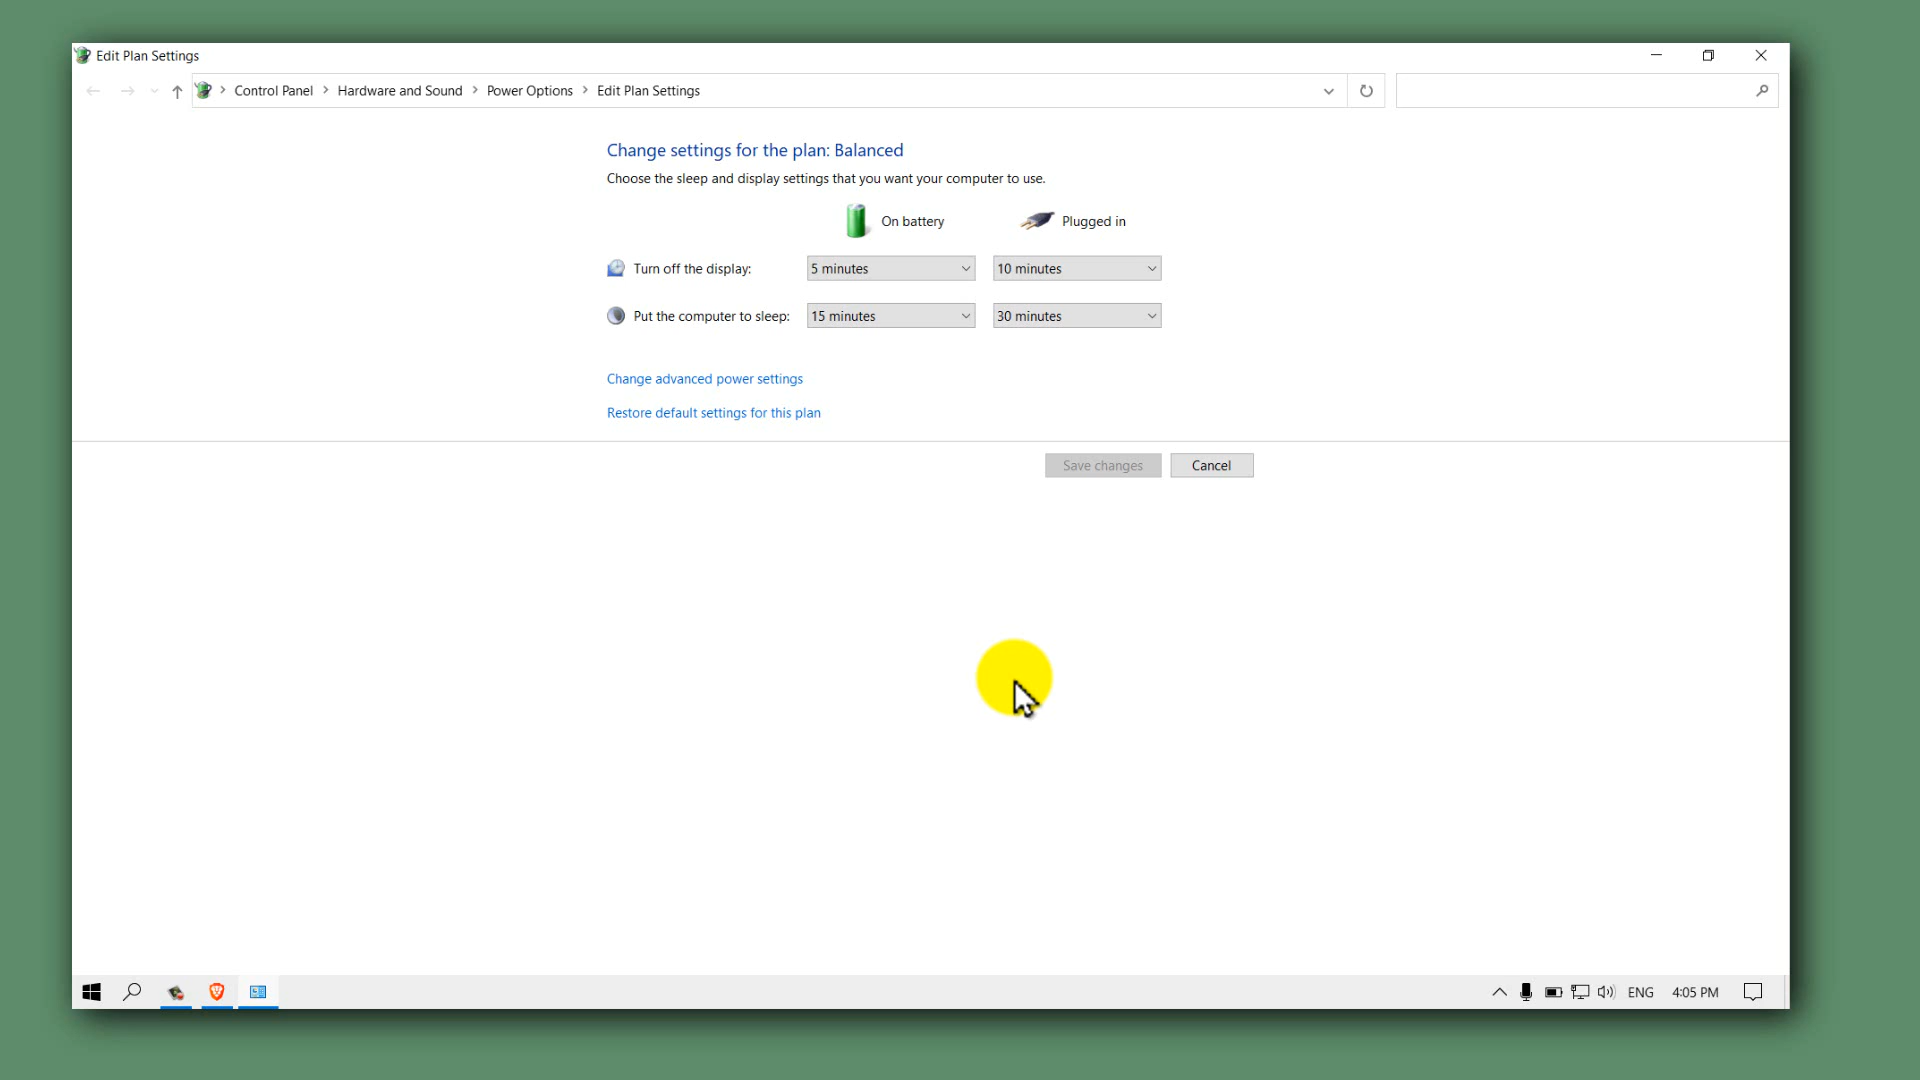 Edit Plan Settings
Control Panel > Hardware and Sound > Power Options > Edit Plan Settings
Change settings for the plan: Balanced
Choose the sleep and display settings that you want your computer to use.
On battery Plugged in
Turn off the display: 5 minutes 10 minutes
Put the computer to sleep: 15 minutes 30 minutes
Change advanced power settings
Restore default settings for this plan
Save changes Cancel
ENG 4:05 PM